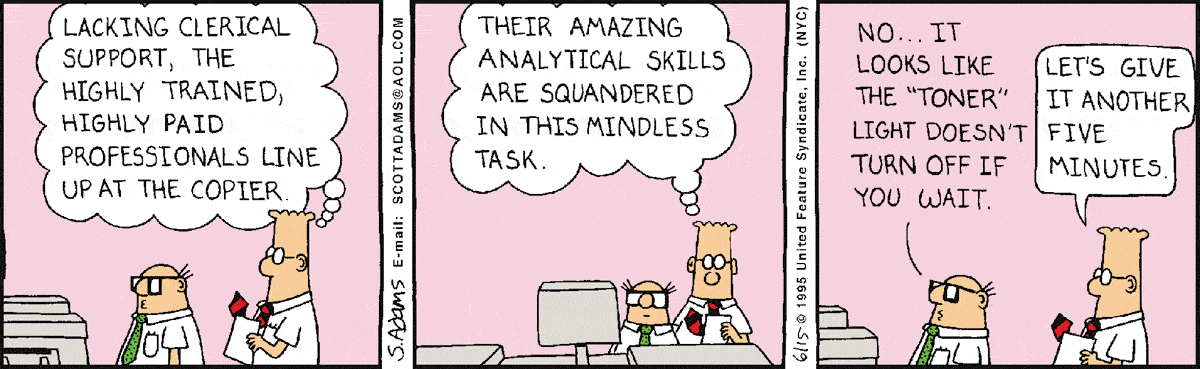 LACKING CLERICAL
SUPPORT, THE
HIGHLY TRAINED,
HIGHLY PAID
PROFESSIONALS LINE
UP AT THE COPIER.
S.ADAMS E-mail: SCOTTADAMS@AOL.COM
THEIR AMAZING
ANALYTICAL SKILLS
ARE SQUANDERED
IN THIS MINDLESS
TASK.
6/15 © 1995 United Feature Syndicate, Inc. (NYC)
NO... IT
LOOKS LIKE
THE "TONER"
LIGHT DOESN'T
TURN OFF IF
YOU WAIT.
LET'S GIVE
IT ANOTHER
FIVE
MINUTES.